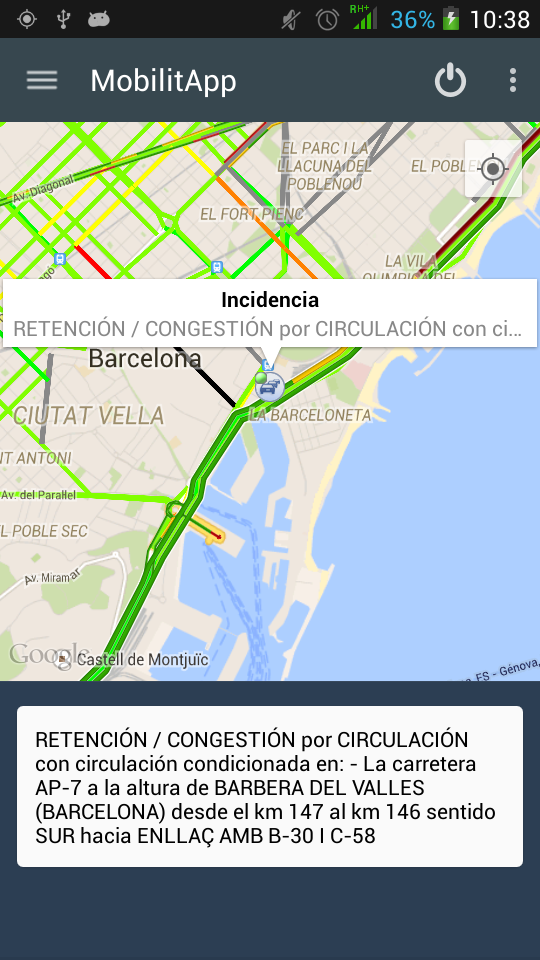 RH+ 36% 10:38
MobilitApp
EL PARC I LA
LLACUNA DEL
POBLENOU
EL POBLEN
Av. Diagonal
EL FORT PIENC
LA VILA
OLIMPICA DEL
Incidencia
RETENCIÓN / CONGESTIÓN por CIRCULACIÓN con ci...
Barcelona
CIUTAT VELLA
LA BARCELONETA
NT ANTONI
Av. del Paral·lel
EL POBLE SEC
Av. Miramar
Google
Castell de Montjuïc
ES - Génova,
RETENCIÓN / CONGESTIÓN por CIRCULACIÓN
con circulación condicionada en: - La carretera
AP-7 a la altura de BARBERA DEL VALLES
(BARCELONA) desde el km 147 al km 146 sentido
SUR hacia ENLLAÇ AMB B-30 I C-58